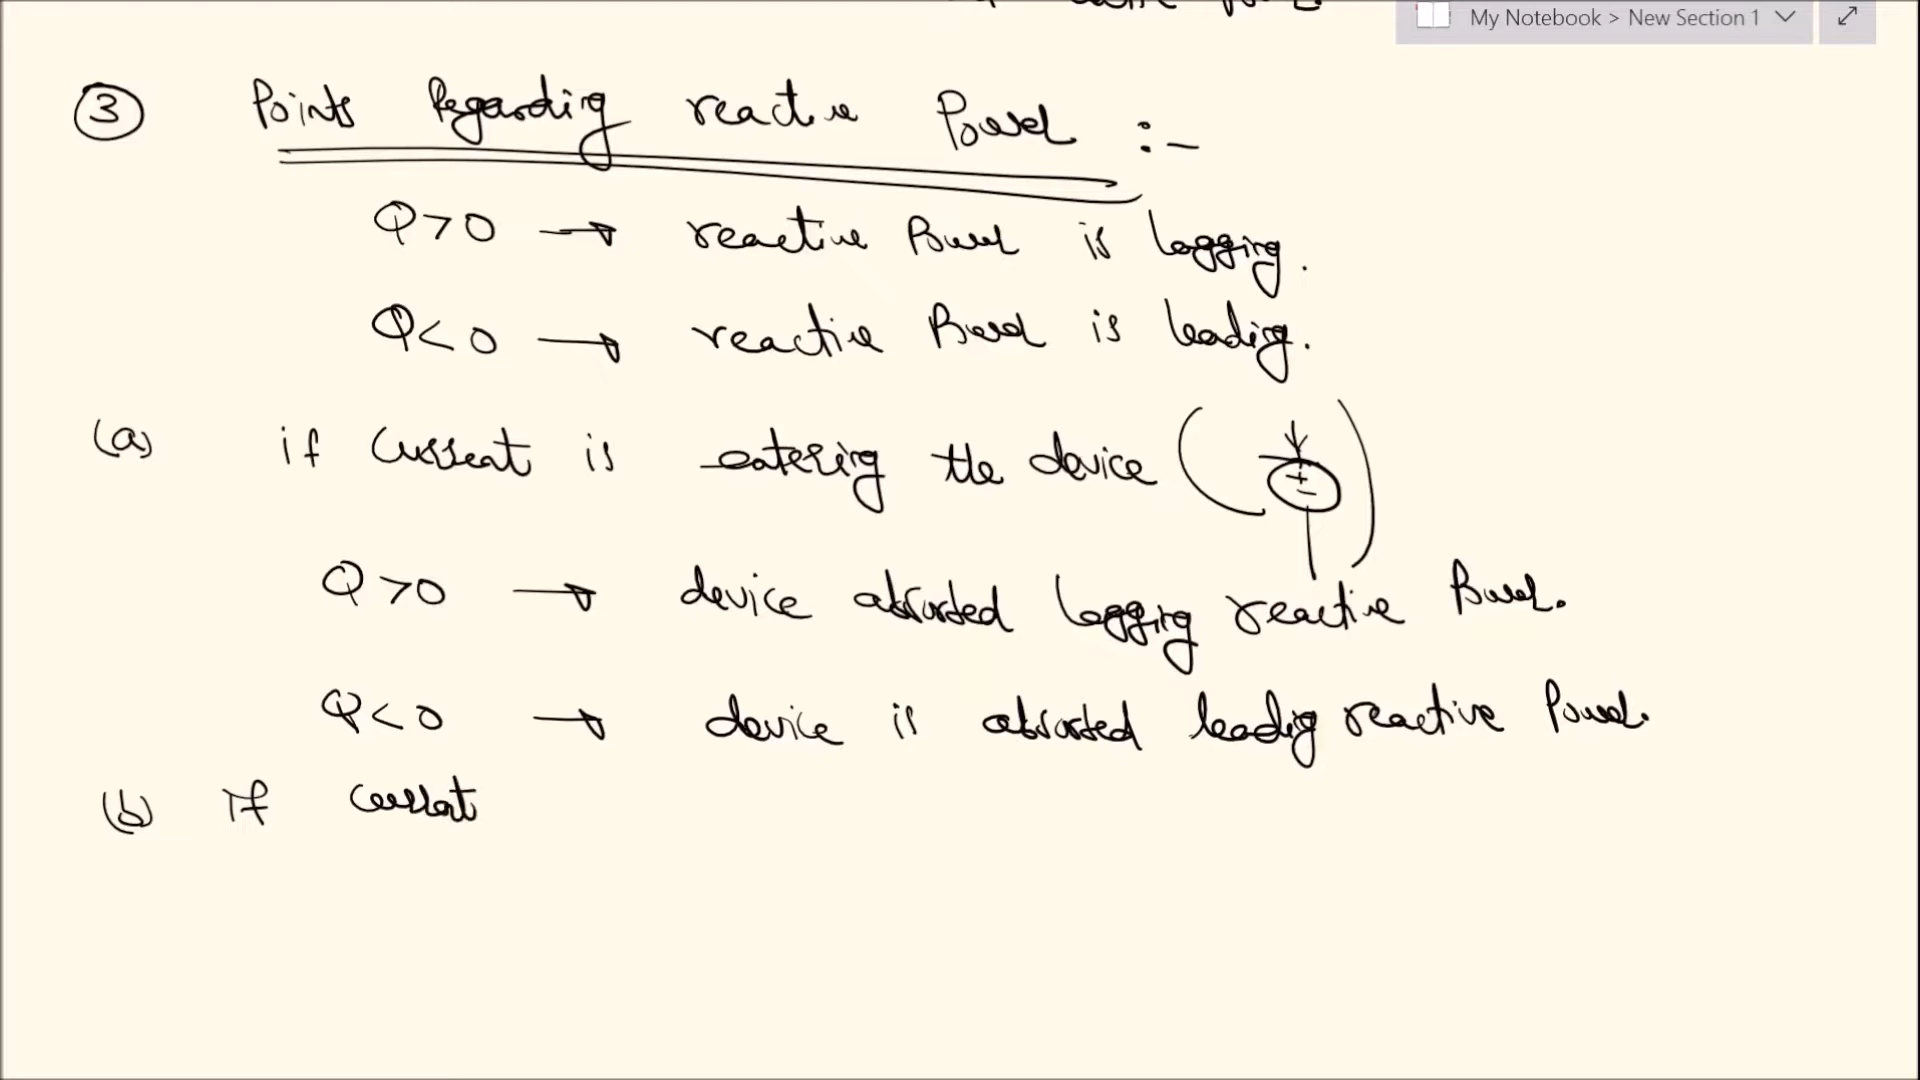 My Notebook > New Section 1
③ Points Regarding reactive Power :-
Q>0 → reactive Power is lagging.
Q<0 → reactive Power is leading.
(a) if Current is entering the device ( + - )
Q>0 → device absorbed lagging reactive Power.
Q<0 → device is absorbed leading reactive Power.
(b) If current